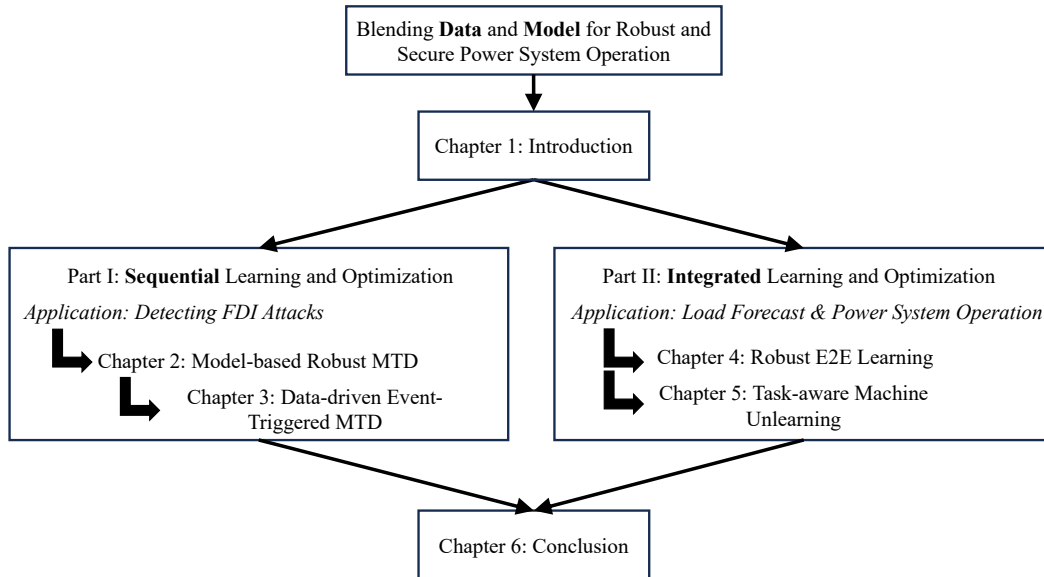 Blending Data and Model for Robust and
Secure Power System Operation
Chapter 1: Introduction
Part I: Sequential Learning and Optimization
Application: Detecting FDI Attacks
Chapter 2: Model-based Robust MTD
Chapter 3: Data-driven Event-
Triggered MTD
Part II: Integrated Learning and Optimization
Application: Load Forecast & Power System Operation
Chapter 4: Robust E2E Learning
Chapter 5: Task-aware Machine
Unlearning
Chapter 6: Conclusion